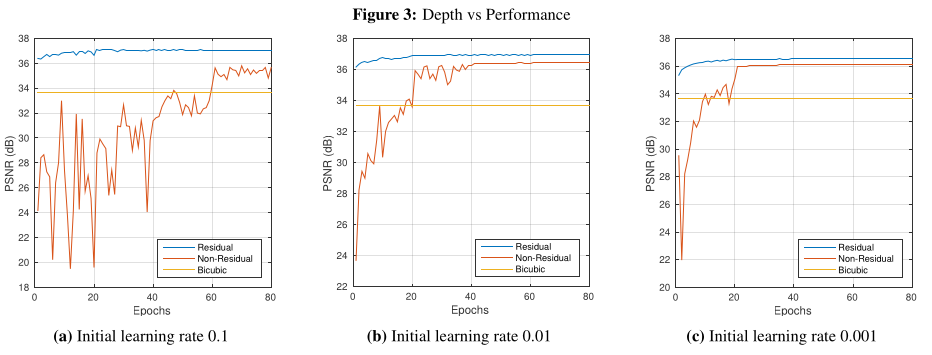 Figure 3: Depth vs Performance
38
36
34
32
30
28
26
24
22
20
18
PSNR (dB)
Residual
Non-Residual
Bicubic
0 20 40 60 80
Epochs
(a) Initial learning rate 0.1
38
36
34
32
30
28
26
24
22
PSNR (dB)
Residual
Non-Residual
Bicubic
0 20 40 60 80
Epochs
(b) Initial learning rate 0.01
38
36
34
32
30
28
26
24
22
20
PSNR (dB)
Residual
Non-Residual
Bicubic
0 20 40 60 80
Epochs
(c) Initial learning rate 0.001